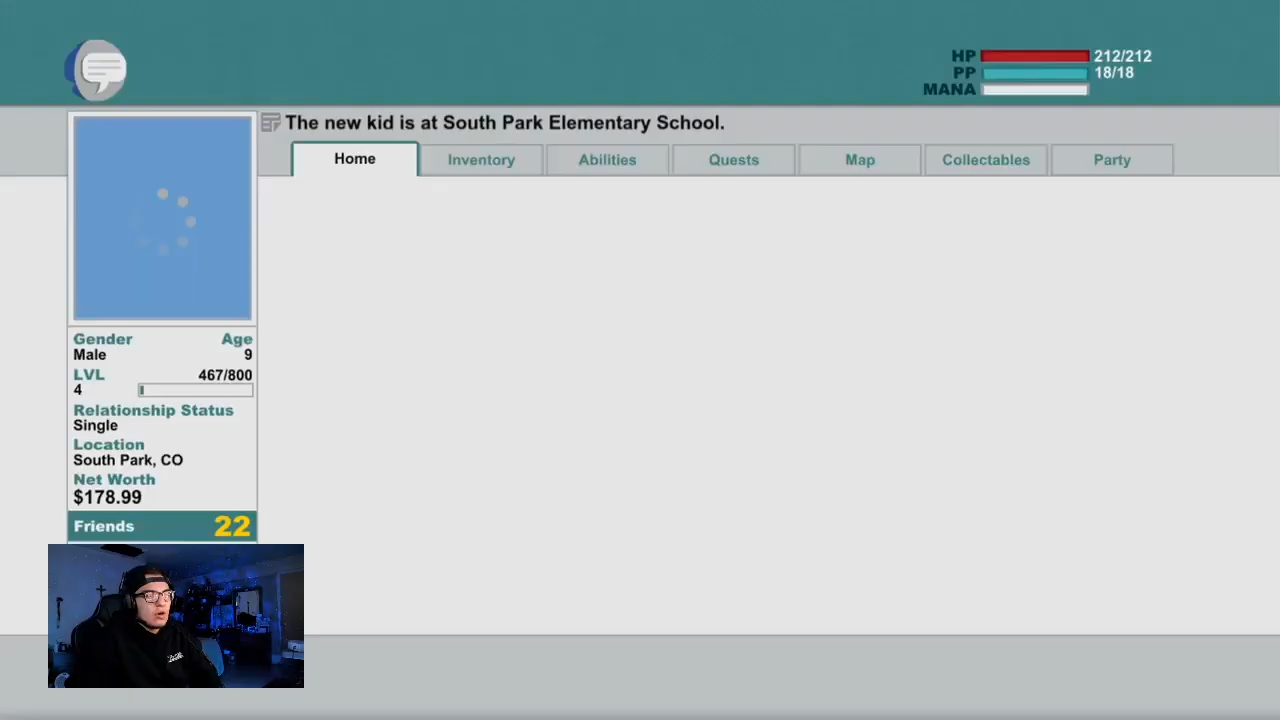 HP 212/212
PP 18/18
MANA
The new kid is at South Park Elementary School.
Home Inventory Abilities Quests Map Collectables Party
Gender Age
Male 9
LVL 467/800
4
Relationship Status
Single
Location
South Park, CO
Net Worth
$178.99
Friends 22